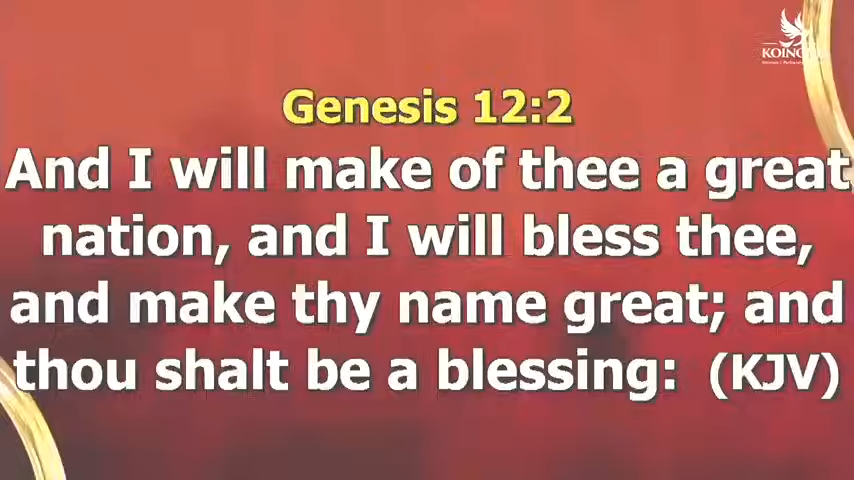 Genesis 12:2
And I will make of thee a great
nation, and I will bless thee,
and make thy name great; and
thou shalt be a blessing: (KJV)